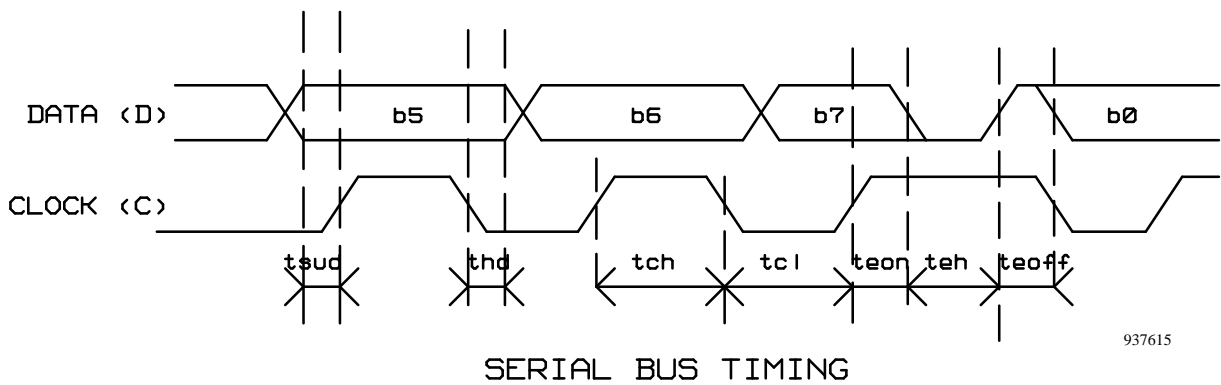 DATA (D) b5 b6 b7 b0
CLOCK (C)
tsud thd tch tcl teon teh teoff
937615
SERIAL BUS TIMING